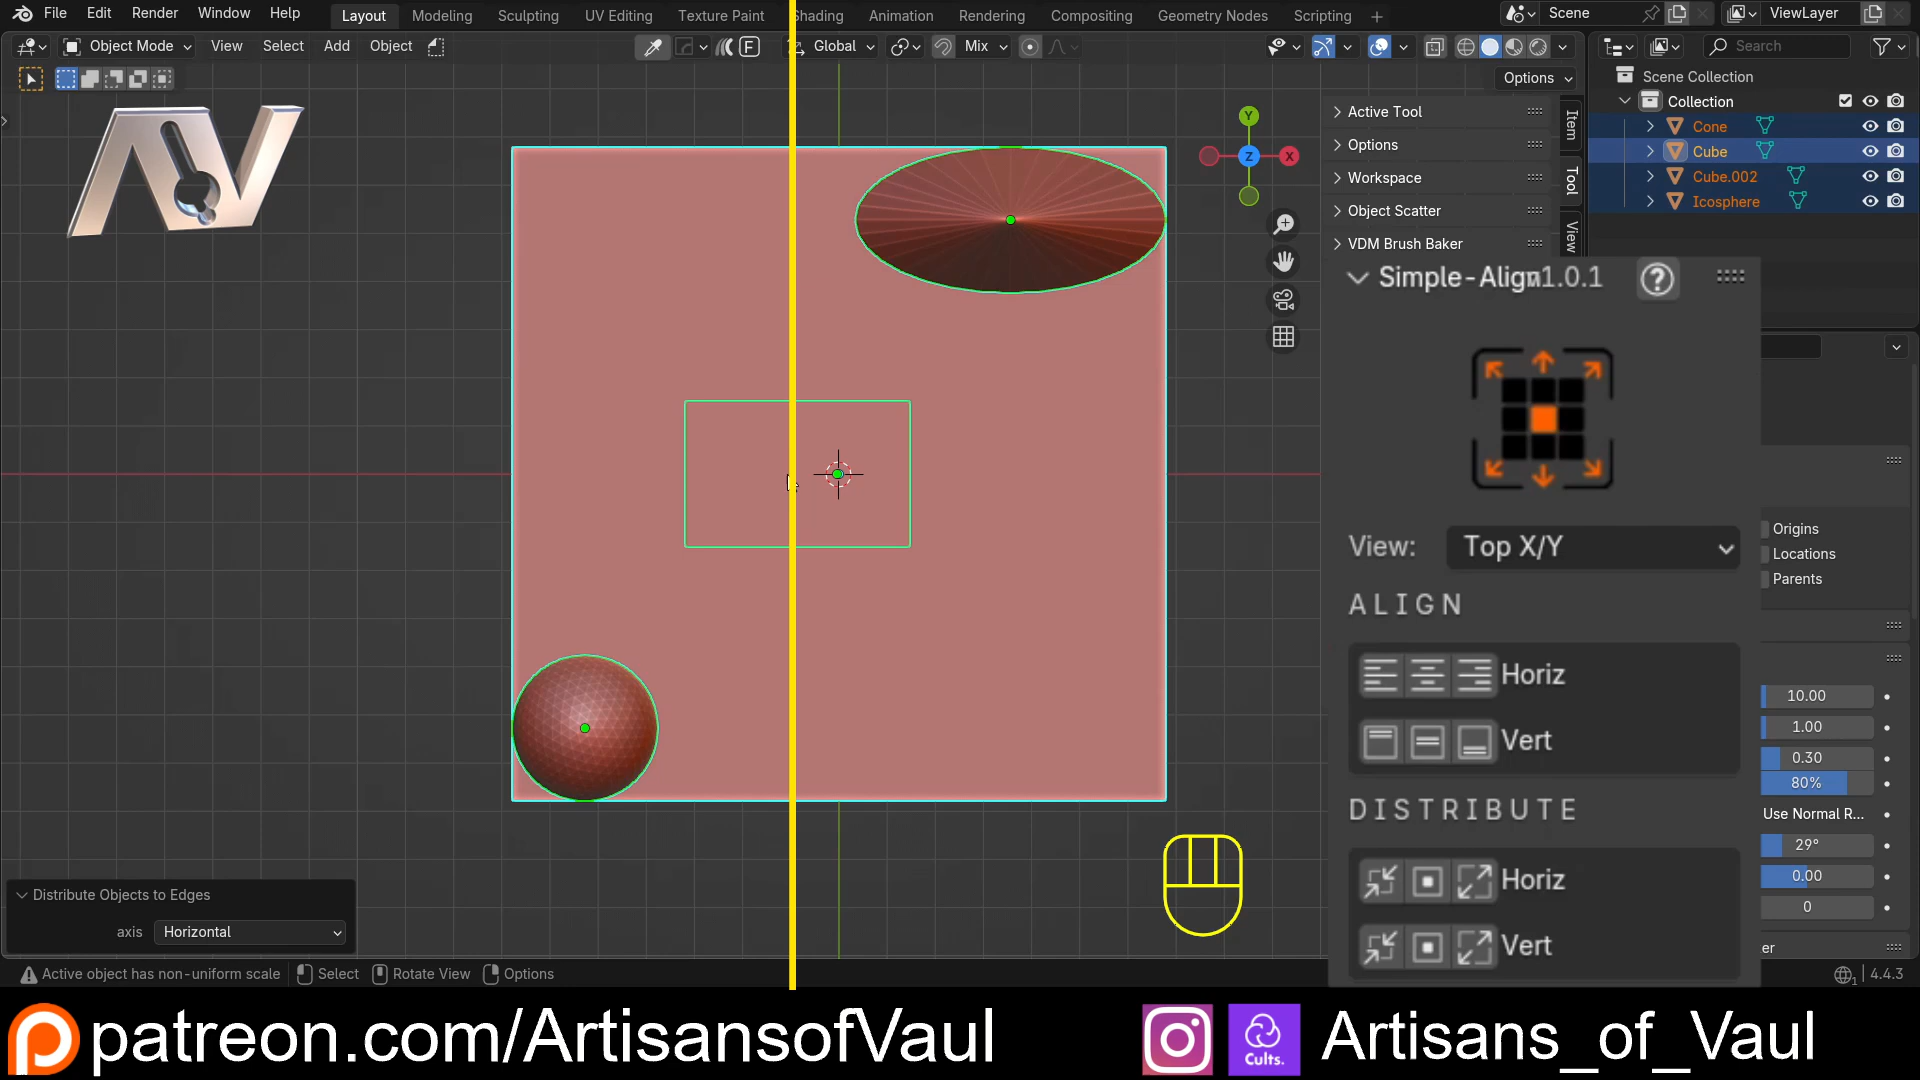 File Edit Render Window Help Layout Modeling Sculpting UV Editing Texture Paint Shading Animation Rendering Compositing Geometry Nodes Scripting + Scene ViewLayer
Object Mode View Select Add Object F Global Mix Search
Options
Scene Collection
Collection
Cone
Cube
Cube.002
Icosphere
Y
Z
X
Active Tool
Options
Workspace
Object Scatter
VDM Brush Baker
Item
Tool
View
Simple-Align v1.0.1 ?
View: Top X/Y
ALIGN
Horiz
Vert
DISTRIBUTE
Horiz
Vert
Origins
Locations
Parents
10.00
1.00
0.30
80%
Use Normal R...
29°
0.00
0
er
AV
Distribute Objects to Edges
axis Horizontal
Active object has non-uniform scale Select Rotate View Options
1 4.4.3
patreon.com/ArtisansofVaul
Cults.
Artisans_of_Vaul